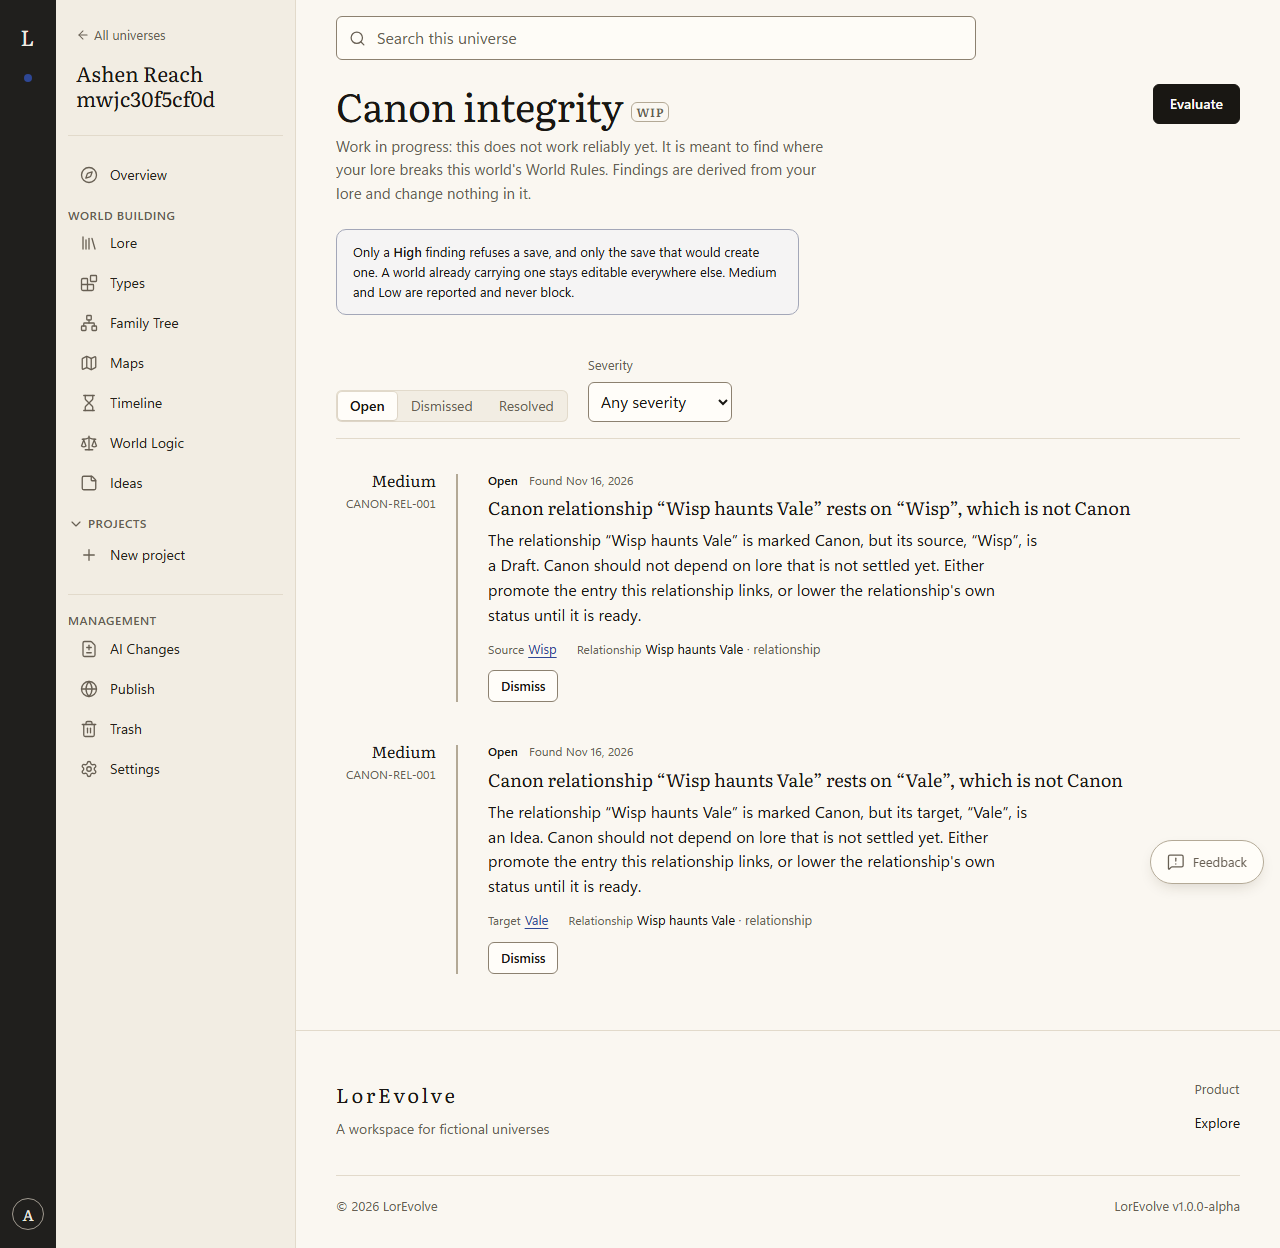 L
All universes
Ashen Reach
mwjc30f5cf0d
Overview
WORLD BUILDING
Lore
Types
Family Tree
Maps
Timeline
World Logic
Ideas
PROJECTS
New project
MANAGEMENT
AI Changes
Publish
Trash
Settings
A
Search this universe
Canon integrity WIP
Evaluate
Work in progress: this does not work reliably yet. It is meant to find where
your lore breaks this world's World Rules. Findings are derived from your
lore and change nothing in it.
Only a High finding refuses a save, and only the save that would create
one. A world already carrying one stays editable everywhere else. Medium
and Low are reported and never block.
Open Dismissed Resolved
Severity
Any severity
Medium
CANON-REL-001
Open Found Nov 16, 2026
Canon relationship “Wisp haunts Vale” rests on “Wisp”, which is not Canon
The relationship “Wisp haunts Vale” is marked Canon, but its source, “Wisp”, is
a Draft. Canon should not depend on lore that is not settled yet. Either
promote the entry this relationship links, or lower the relationship's own
status until it is ready.
Source Wisp Relationship Wisp haunts Vale · relationship
Dismiss
Medium
CANON-REL-001
Open Found Nov 16, 2026
Canon relationship “Wisp haunts Vale” rests on “Vale”, which is not Canon
The relationship “Wisp haunts Vale” is marked Canon, but its target, “Vale”, is
an Idea. Canon should not depend on lore that is not settled yet. Either
promote the entry this relationship links, or lower the relationship's own
status until it is ready.
Target Vale Relationship Wisp haunts Vale · relationship
Dismiss
Feedback
LorEvolve
A workspace for fictional universes
Product
Explore
© 2026 LorEvolve
LorEvolve v1.0.0-alpha